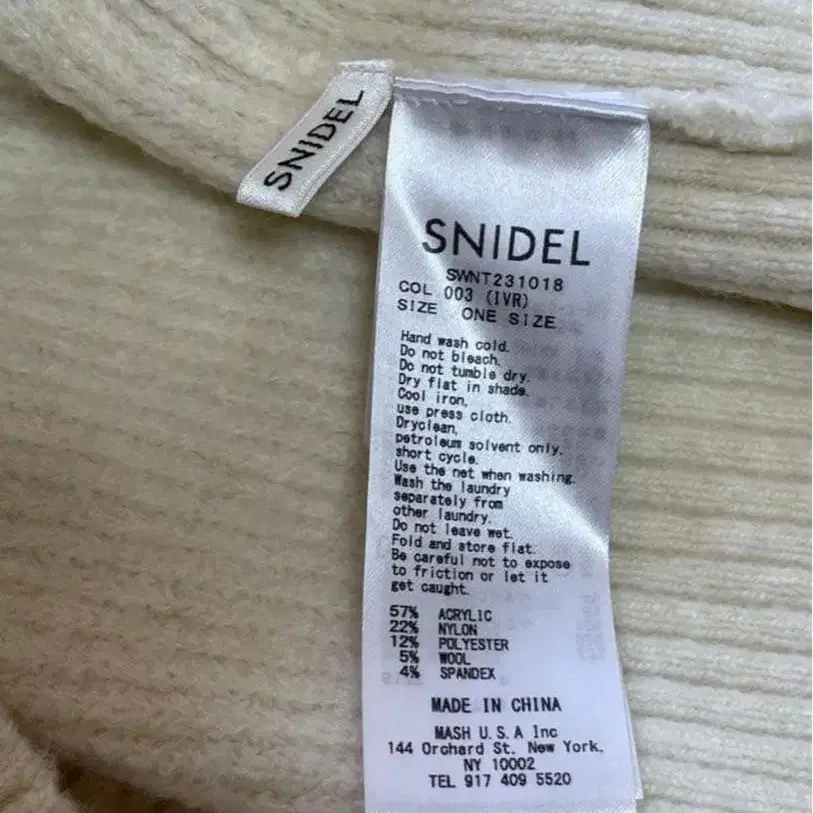 SNIDEL
SNIDEL
SWNT231018
COL 003 (IVR)
SIZE ONE SIZE
Hand wash cold.
Do not bleach.
Do not tumble dry.
Dry flat in shade.
Cool iron,
use press cloth.
Dryclean,
petroleum solvent only.
short cycle.
Use the net when washing.
Wash the laundry
separately from
other laundry.
Do not leave wet.
Fold and store flat.
Be careful not to expose
to friction or let it
get caught.
57% ACRYLIC
22% NYLON
12% POLYESTER
5% WOOL
4% SPANDEX
MADE IN CHINA
MASH U.S.A Inc
144 Orchard St. New York,
NY 10002
TEL 917 409 5520